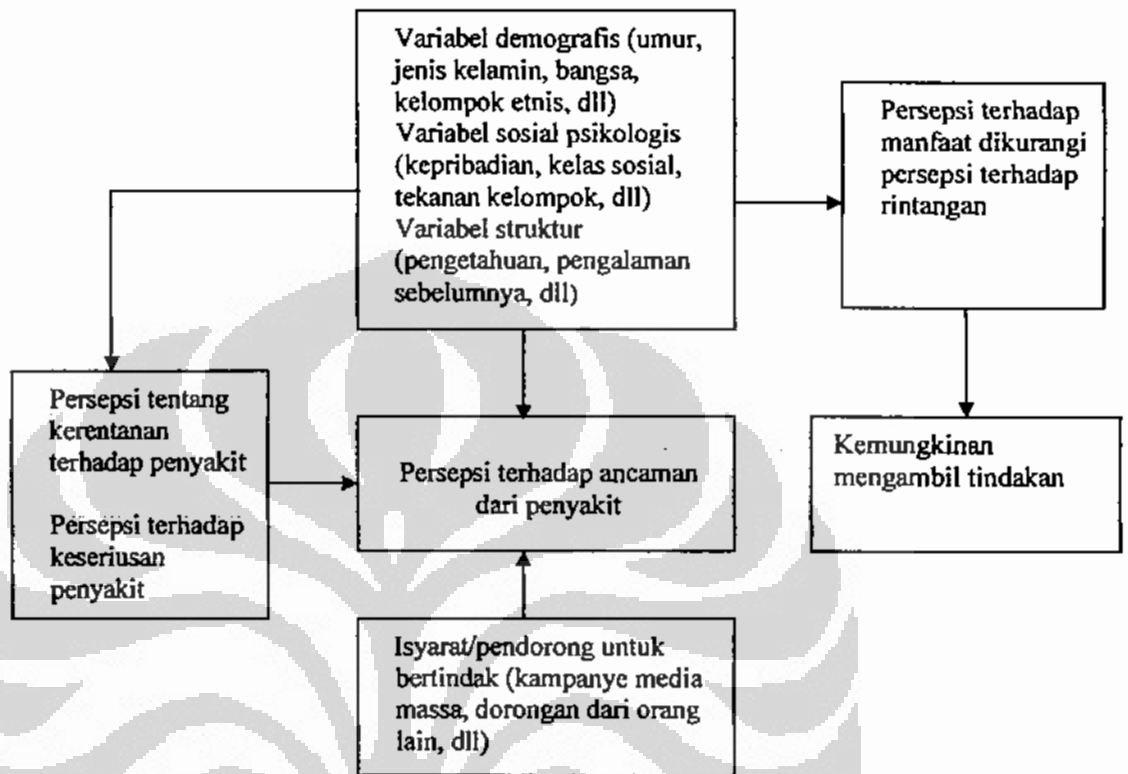 Variabel demografis (umur,
jenis kelamin, bangsa,
kelompok etnis, dll)
Variabel sosial psikologis
(kepribadian, kelas sosial,
tekanan kelompok, dll)
Variabel struktur
(pengetahuan, pengalaman
sebelumnya, dll)
Persepsi terhadap
manfaat dikurangi
persepsi terhadap
rintangan
Persepsi tentang
kerentanan
terhadap penyakit
Persepsi terhadap
keseriusan
penyakit
Persepsi terhadap ancaman
dari penyakit
Kemungkinan
mengambil tindakan
Isyarat/pendorong untuk
bertindak (kampanye media
massa, dorongan dari orang
lain, dll)